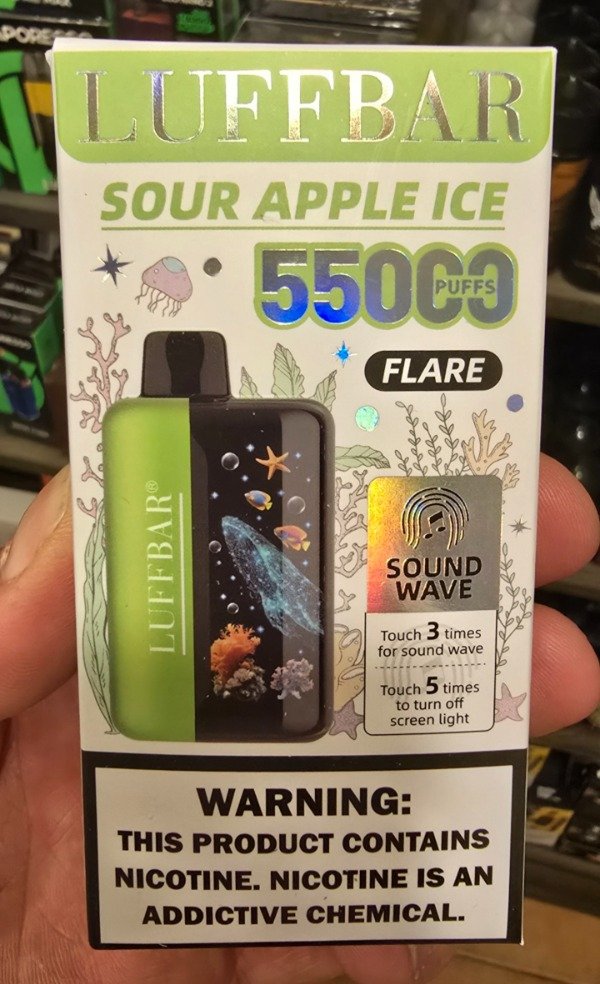 LUFFBAR
SOUR APPLE ICE
55000
PUFFS
FLARE
LUFFBAR®
SOUND
WAVE
Touch 3 times
for sound wave
Touch 5 times
to turn off
screen light
WARNING:
THIS PRODUCT CONTAINS
NICOTINE. NICOTINE IS AN
ADDICTIVE CHEMICAL.